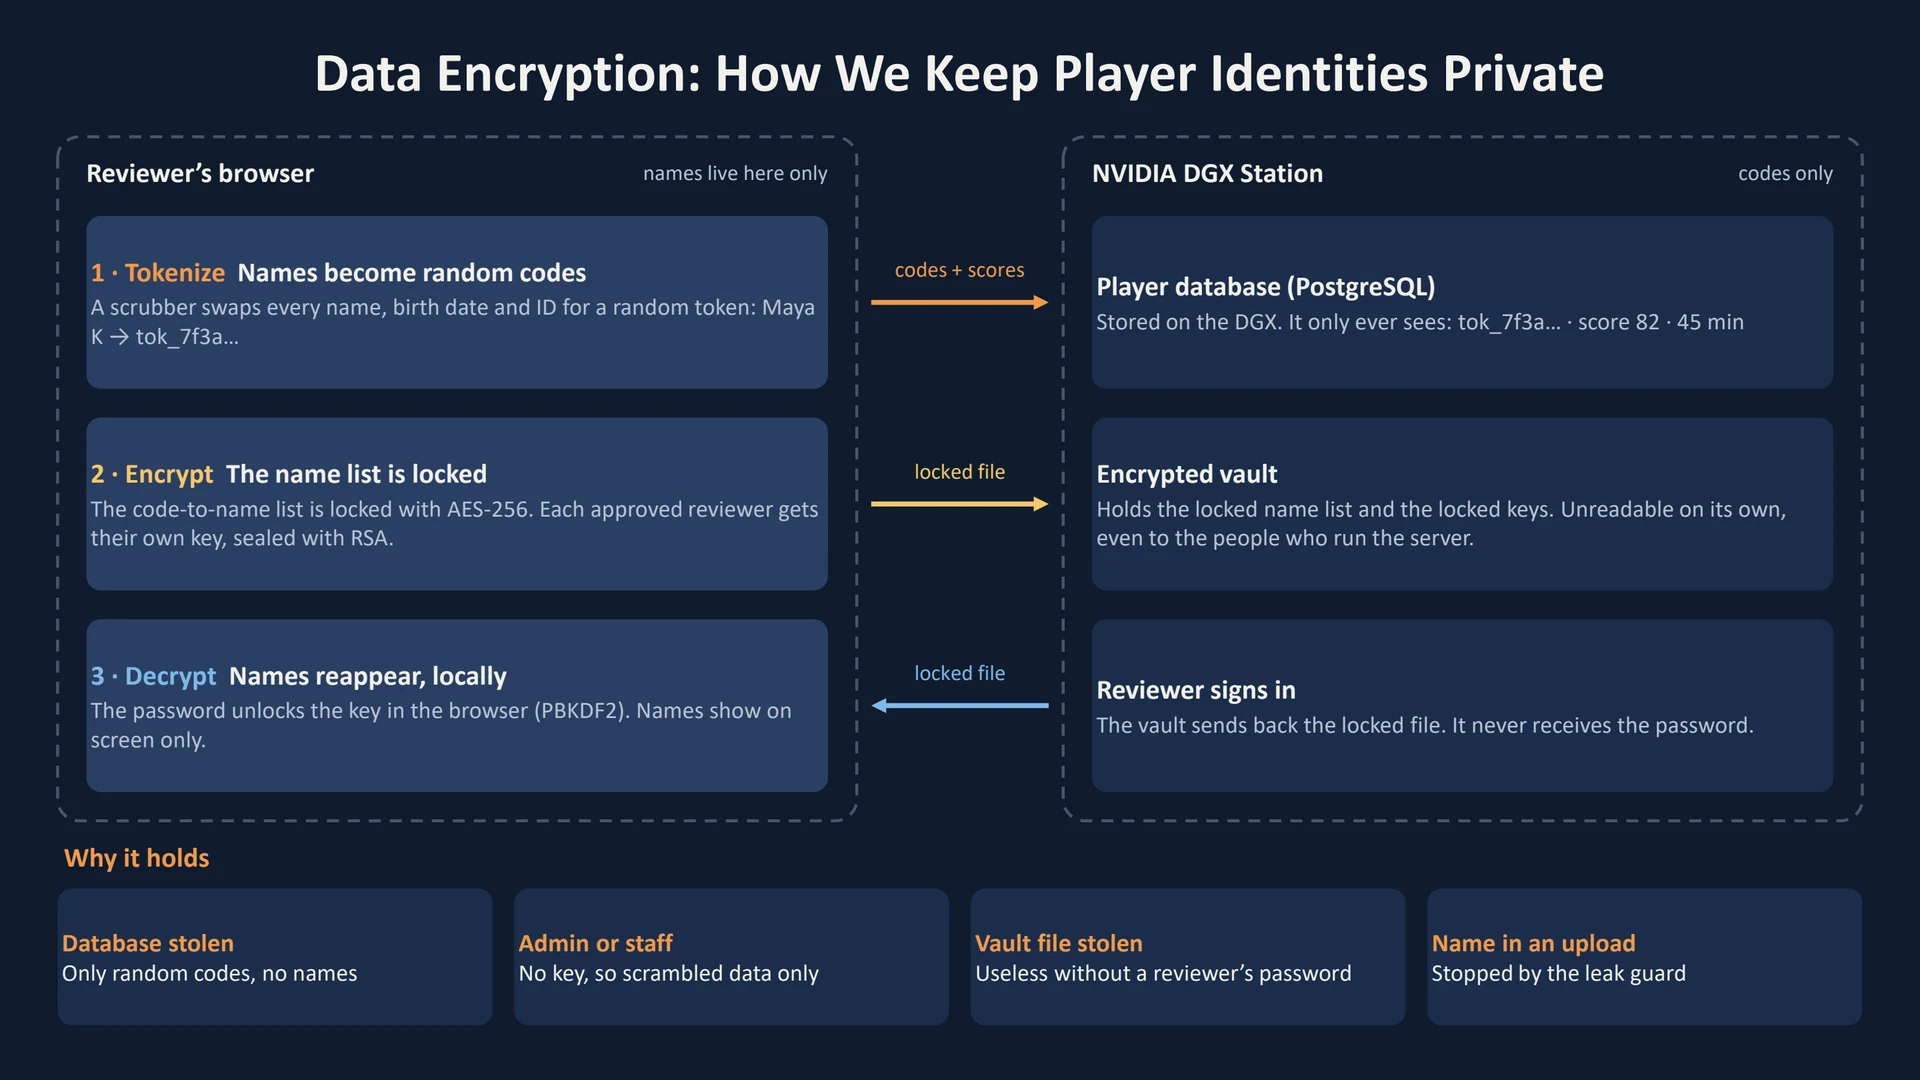 Data Encryption: How We Keep Player Identities Private
Reviewer’s browser
names live here only
1 · Tokenize Names become random codes
A scrubber swaps every name, birth date and ID for a random token: Maya
K → tok_7f3a…
2 · Encrypt The name list is locked
The code-to-name list is locked with AES-256. Each approved reviewer gets
their own key, sealed with RSA.
3 · Decrypt Names reappear, locally
The password unlocks the key in the browser (PBKDF2). Names show on
screen only.
codes + scores
locked file
locked file
NVIDIA DGX Station
codes only
Player database (PostgreSQL)
Stored on the DGX. It only ever sees: tok_7f3a… · score 82 · 45 min
Encrypted vault
Holds the locked name list and the locked keys. Unreadable on its own,
even to the people who run the server.
Reviewer signs in
The vault sends back the locked file. It never receives the password.
Why it holds
Database stolen
Only random codes, no names
Admin or staff
No key, so scrambled data only
Vault file stolen
Useless without a reviewer’s password
Name in an upload
Stopped by the leak guard